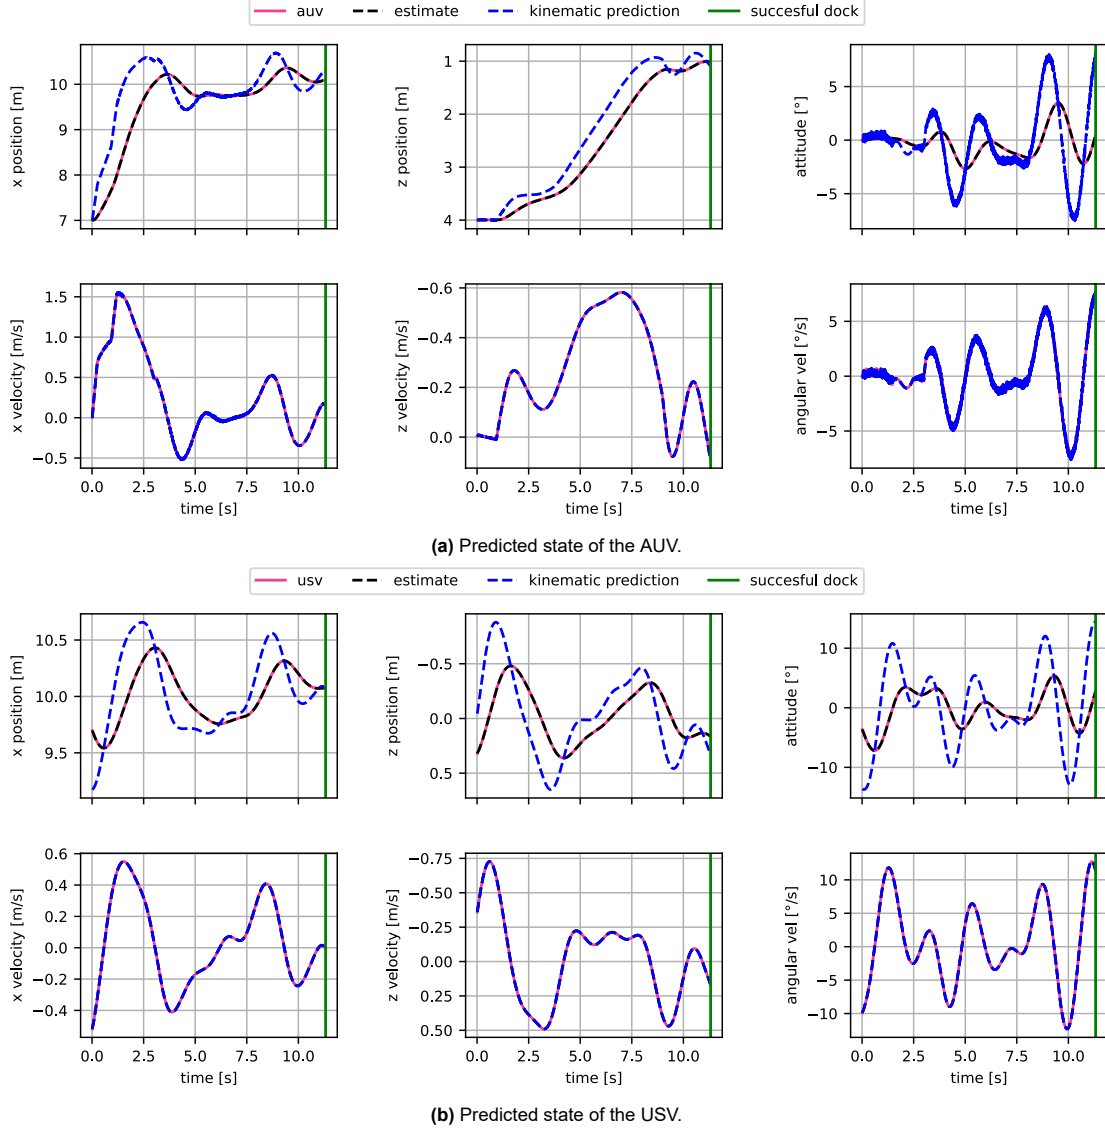 auv estimate kinematic prediction succesful dock
x position [m]
10
9
8
7
z position [m]
1
2
3
4
attitude [°]
5
0
−5
x velocity [m/s]
1.5
1.0
0.5
0.0
−0.5
0.0 2.5 5.0 7.5 10.0
time [s]
z velocity [m/s]
−0.6
−0.4
−0.2
0.0
0.0 2.5 5.0 7.5 10.0
time [s]
angular vel [°/s]
5
0
−5
0.0 2.5 5.0 7.5 10.0
time [s]
(a) Predicted state of the AUV.
usv estimate kinematic prediction succesful dock
x position [m]
10.5
10.0
9.5
z position [m]
−0.5
0.0
0.5
attitude [°]
10
0
−10
x velocity [m/s]
0.6
0.4
0.2
0.0
−0.2
−0.4
0.0 2.5 5.0 7.5 10.0
time [s]
z velocity [m/s]
−0.75
−0.50
−0.25
0.00
0.25
0.50
0.0 2.5 5.0 7.5 10.0
time [s]
angular vel [°/s]
10
5
0
−5
−10
0.0 2.5 5.0 7.5 10.0
time [s]
(b) Predicted state of the USV.